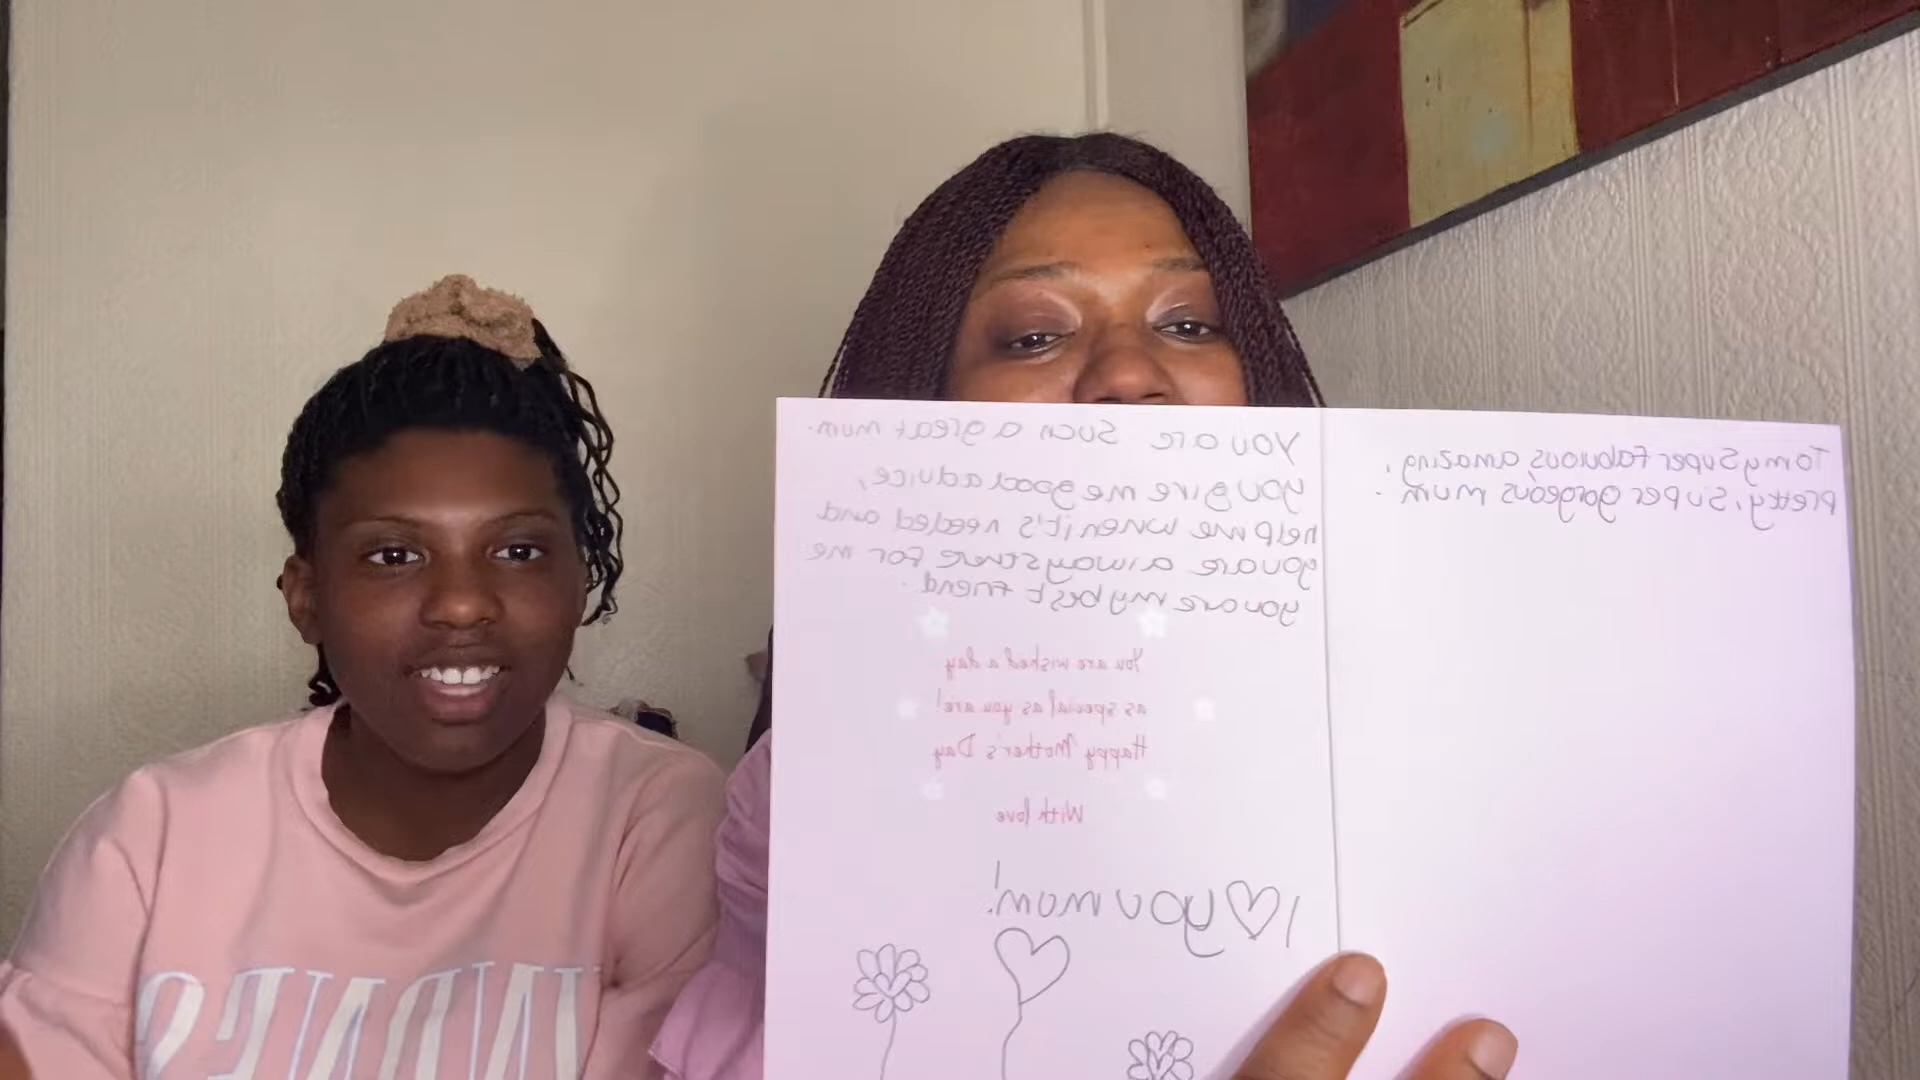 To my Super fabulous amazing,
pretty, super gorgeous mum.
You are such a great mum.
you give me good advice,
help me when it's needed and
you are always there for me
you are my best friend.
You are wished a day
as special as you are!
Happy Mother's Day
With love
I you mom!